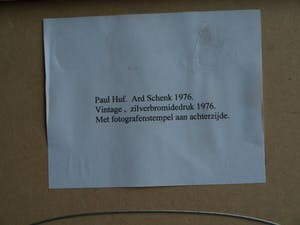 Paul Huf. Ard Schenk 1976.
Vintage , zilverbromidedruk 1976.
Met fotografenstempel aan achterzijde.